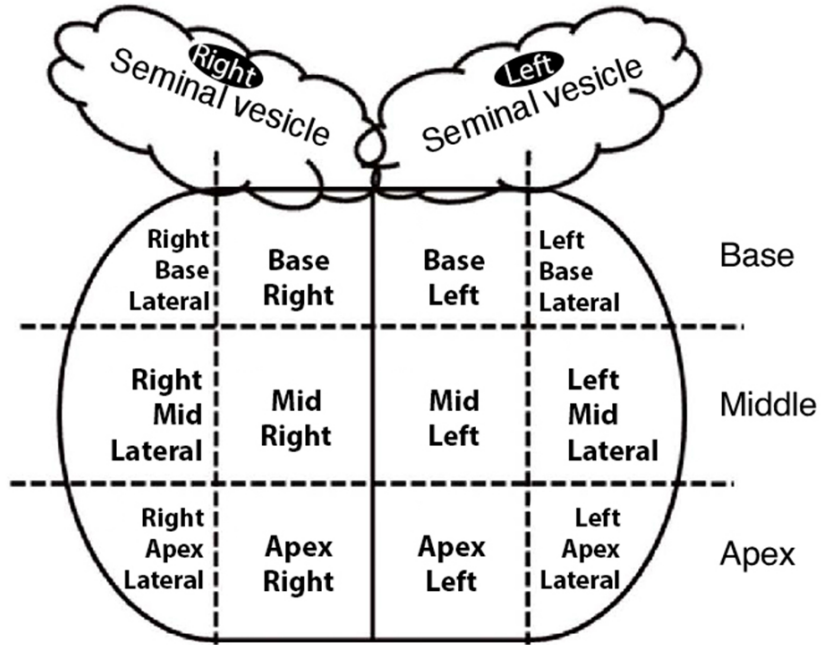 Right
Seminal vesicle
Left
Seminal vesicle
Right
Base
Lateral
Base
Right
Base
Left
Left
Base
Lateral
Base
Right
Mid
Lateral
Mid
Right
Mid
Left
Left
Mid
Lateral
Middle
Right
Apex
Lateral
Apex
Right
Apex
Left
Left
Apex
Lateral
Apex